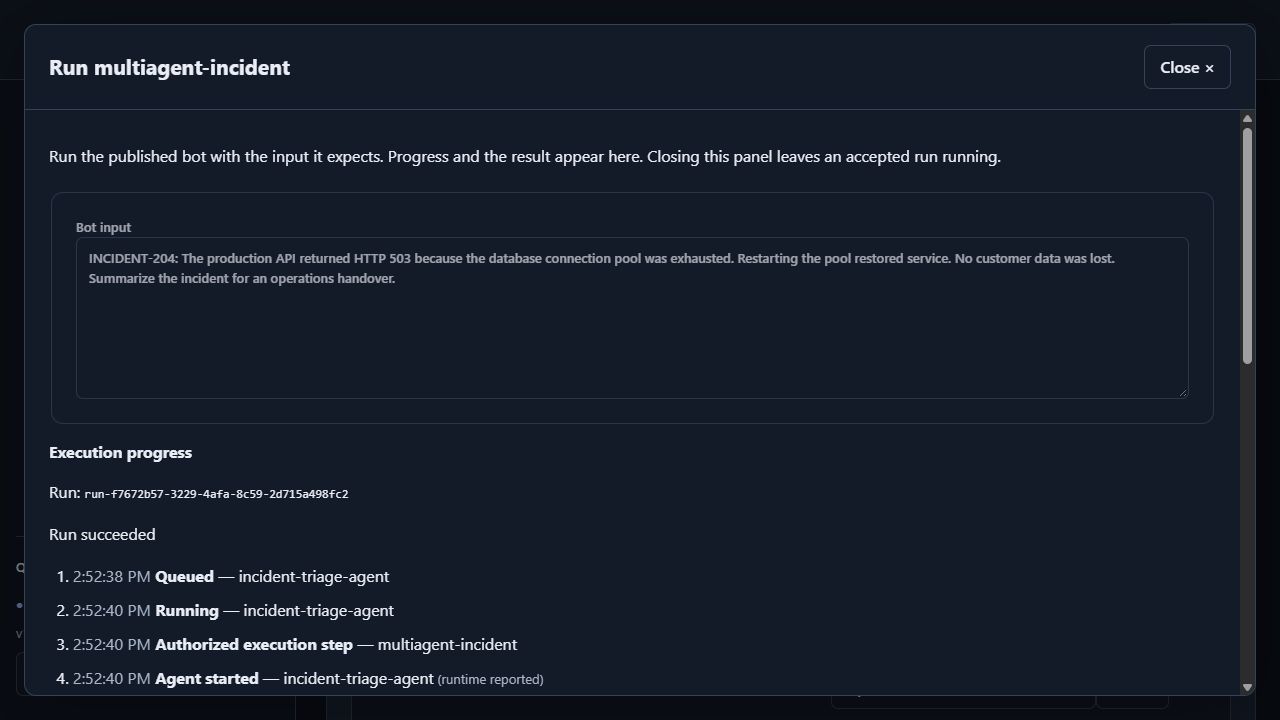 Run multiagent-incident
Close ×
Run the published bot with the input it expects. Progress and the result appear here. Closing this panel leaves an accepted run running.
Bot input
INCIDENT-204: The production API returned HTTP 503 because the database connection pool was exhausted. Restarting the pool restored service. No customer data was lost.
Summarize the incident for an operations handover.
Execution progress
Run: run-f7672b57-3229-4afa-8c59-2d715a498fc2
Run succeeded
1. 2:52:38 PM Queued — incident-triage-agent
2. 2:52:40 PM Running — incident-triage-agent
3. 2:52:40 PM Authorized execution step — multiagent-incident
4. 2:52:40 PM Agent started — incident-triage-agent (runtime reported)